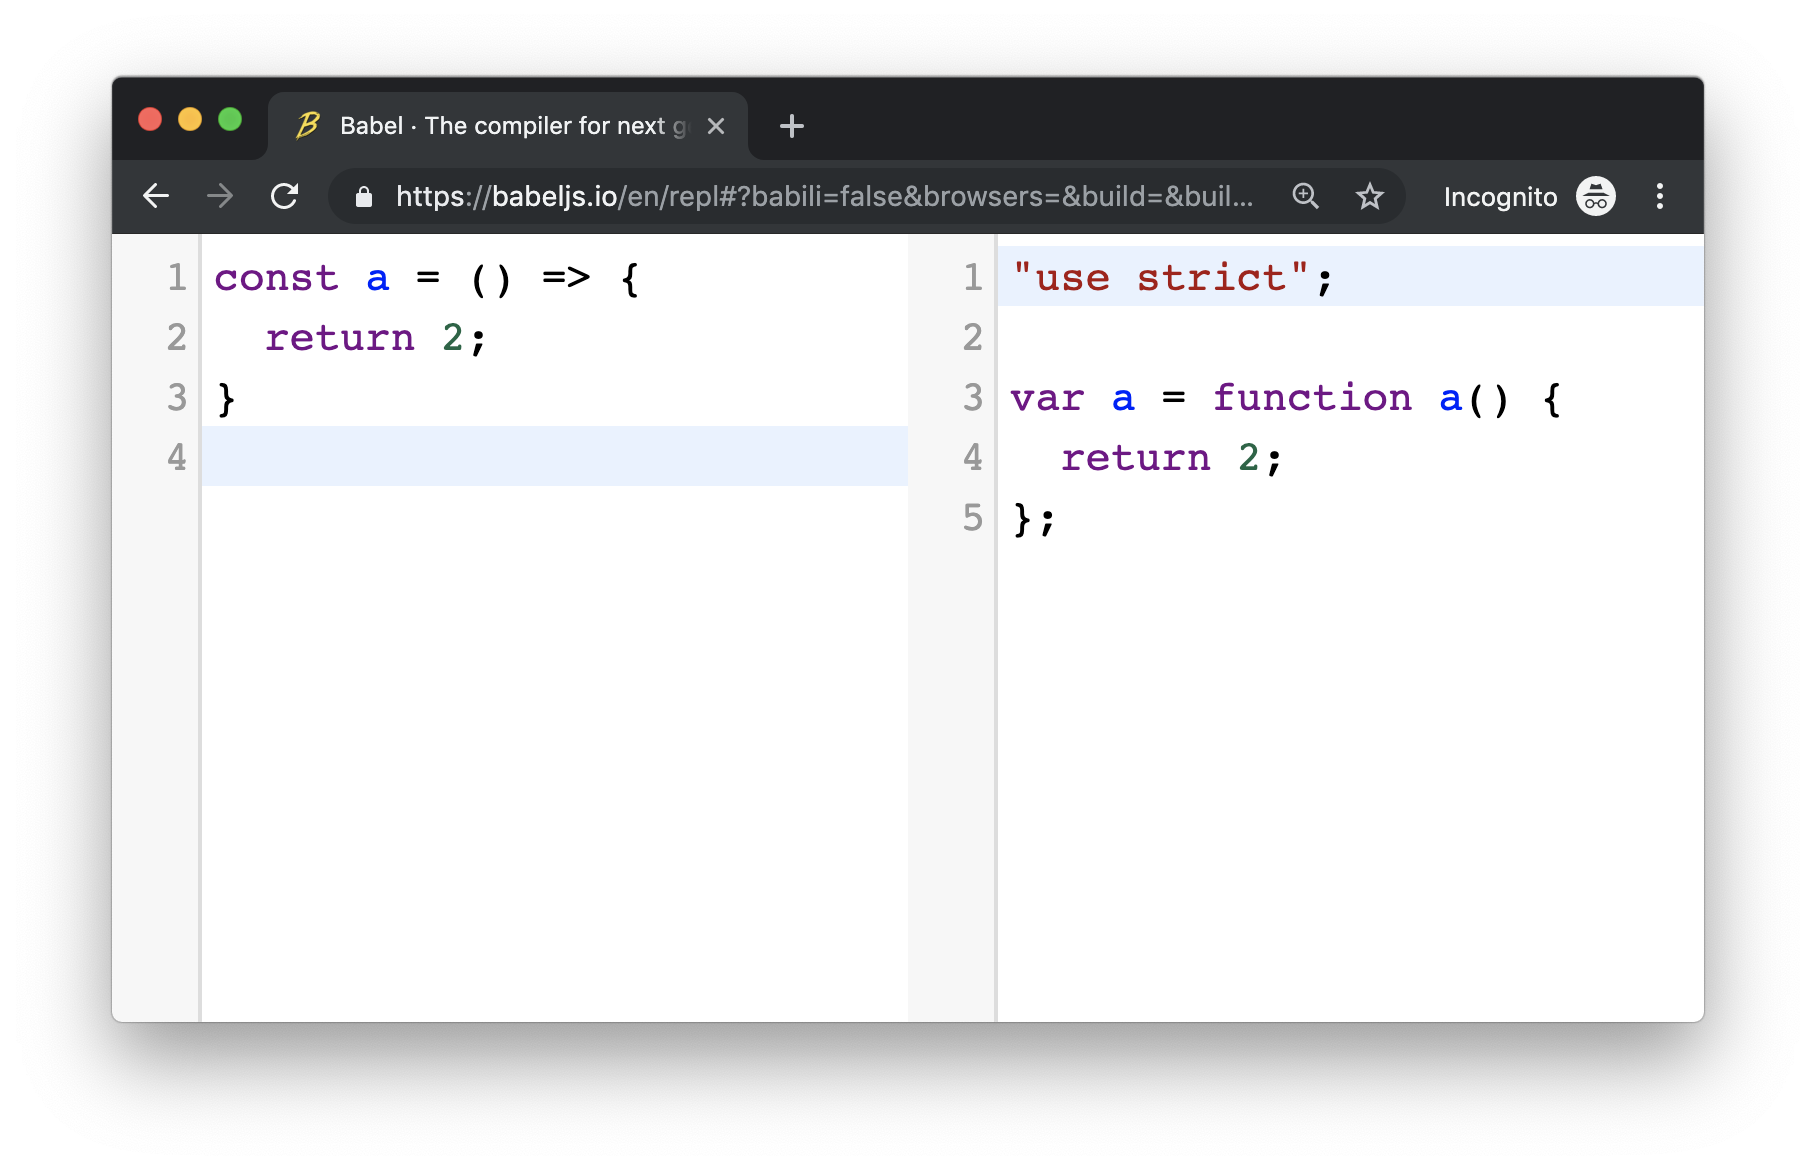 Babel · The compiler for next
https://babeljs.io/en/repl#?babili=false&browsers=&build=&buil...
Incognito
1 const a = () => {
2   return 2;
3 }
4
1 "use strict";
2
3 var a = function a() {
4   return 2;
5 };